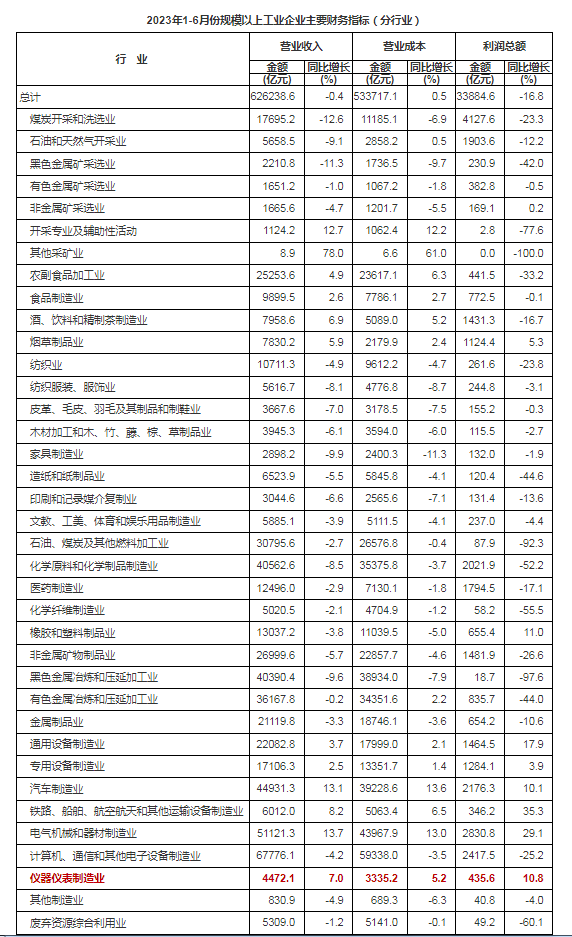 2023年1-6月份规模以上工业企业主要财务指标（分行业）
行 业 营业收入 营业成本 利润总额
金额(亿元) 同比增长(%) 金额(亿元) 同比增长(%) 金额(亿元) 同比增长(%)
总计 626238.6 -0.4 533717.1 0.5 33884.6 -16.8
煤炭开采和洗选业 17695.2 -12.6 11185.1 -6.9 4127.6 -23.3
石油和天然气开采业 5658.5 -9.1 2858.2 0.5 1903.6 -12.2
黑色金属矿采选业 2210.8 -11.3 1736.5 -9.7 230.9 -42.0
有色金属矿采选业 1651.2 -1.0 1067.2 -1.8 382.8 -0.5
非金属矿采选业 1665.6 -4.7 1201.7 -5.5 169.1 0.2
开采专业及辅助性活动 1124.2 12.7 1062.4 12.2 2.8 -77.6
其他采矿业 8.9 78.0 6.6 61.0 0.0 -100.0
农副食品加工业 25253.6 4.9 23617.1 6.3 441.5 -33.2
食品制造业 9899.5 2.6 7786.1 2.7 772.5 -0.1
酒、饮料和精制茶制造业 7958.6 6.9 5089.0 5.2 1431.3 -16.7
烟草制品业 7830.2 5.9 2179.9 2.4 1124.4 5.3
纺织业 10711.3 -4.9 9612.2 -4.7 261.6 -23.8
纺织服装、服饰业 5616.7 -8.1 4776.8 -8.7 244.8 -3.1
皮革、毛皮、羽毛及其制品和制鞋业 3667.6 -7.0 3178.5 -7.5 155.2 -0.3
木材加工和木、竹、藤、棕、草制品业 3945.3 -6.1 3594.0 -6.0 115.5 -2.7
家具制造业 2898.2 -9.9 2400.3 -11.3 132.0 -1.9
造纸和纸制品业 6523.9 -5.5 5845.8 -4.1 120.4 -44.6
印刷和记录媒介复制业 3044.6 -6.6 2565.6 -7.1 131.4 -13.6
文教、工美、体育和娱乐用品制造业 5885.1 -3.9 5111.5 -4.1 237.0 -4.4
石油、煤炭及其他燃料加工业 30795.6 -2.7 26576.8 -0.4 87.9 -92.3
化学原料和化学制品制造业 40562.6 -8.5 35375.8 -3.7 2021.9 -52.2
医药制造业 12496.0 -2.9 7130.1 -1.8 1794.5 -17.1
化学纤维制造业 5020.5 -2.1 4704.9 -1.2 58.2 -55.5
橡胶和塑料制品业 13037.2 -3.8 11039.5 -5.0 655.4 11.0
非金属矿物制品业 26999.6 -5.7 22857.7 -4.6 1481.9 -26.6
黑色金属冶炼和压延加工业 40390.4 -9.6 38934.0 -7.9 18.7 -97.6
有色金属冶炼和压延加工业 36167.8 -0.2 34351.6 2.2 835.7 -44.0
金属制品业 21119.8 -3.3 18746.1 -3.6 654.2 -10.6
通用设备制造业 22082.8 3.7 17999.0 2.1 1464.5 17.9
专用设备制造业 17106.3 2.5 13351.7 1.4 1284.1 3.9
汽车制造业 44931.3 13.1 39228.6 13.6 2176.3 10.1
铁路、船舶、航空航天和其他运输设备制造业 6012.0 8.2 5063.4 6.5 346.2 35.3
电气机械和器材制造业 51121.3 13.7 43967.9 13.0 2830.8 29.1
计算机、通信和其他电子设备制造业 67776.1 -4.2 59338.0 -3.5 2417.5 -25.2
仪器仪表制造业 4472.1 7.0 3335.2 5.2 435.6 10.8
其他制造业 830.9 -4.9 689.3 -6.3 40.8 -4.0
废弃资源综合利用业 5309.0 -1.2 5141.0 -0.1 49.2 -60.1